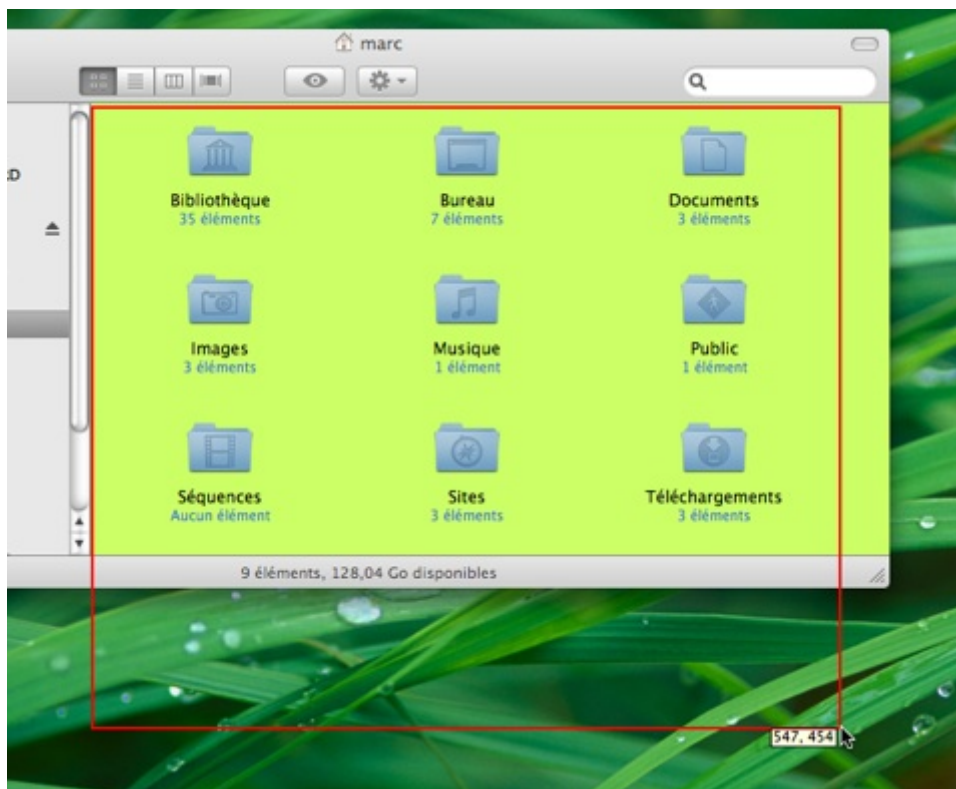 marc
Bibliothèque Bureau Documents
35 éléments 7 éléments 3 éléments
Images Musique Public
3 éléments 1 élément 1 élément
Séquences Sites Téléchargements
Aucun élément 3 éléments 3 éléments
9 éléments, 128,04 Go disponibles
547, 454